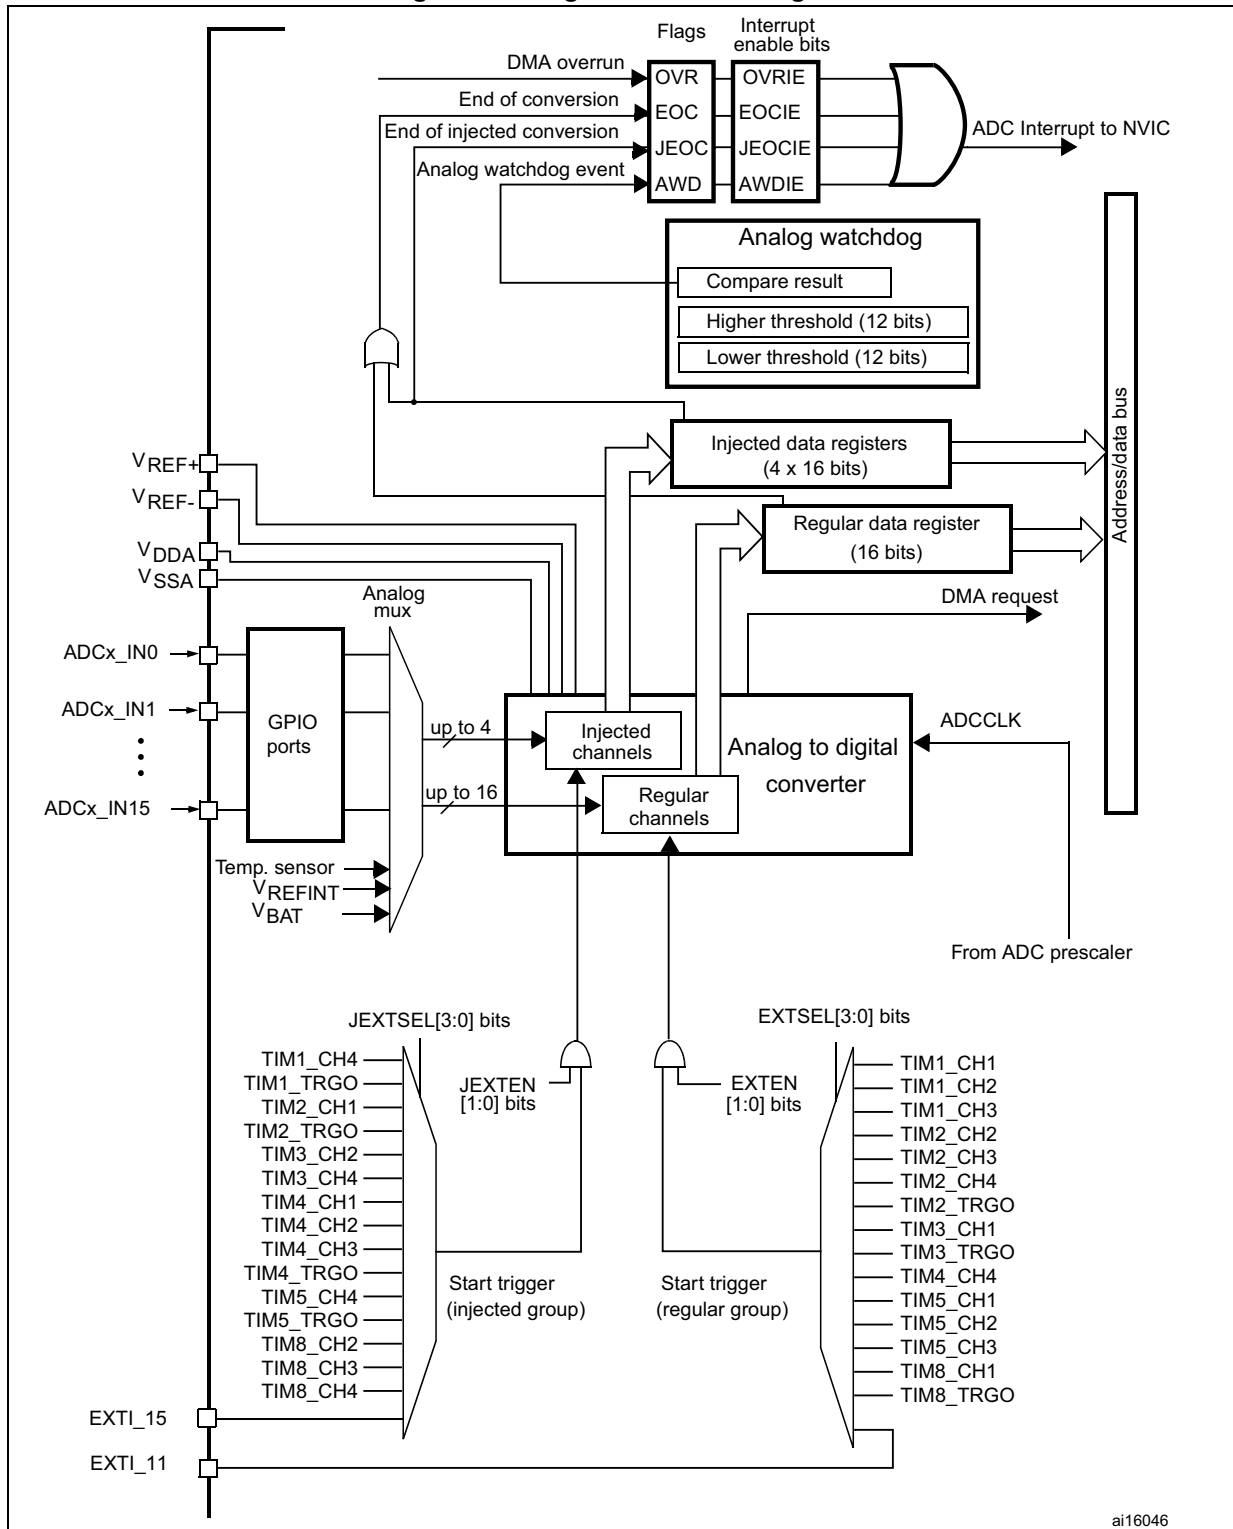 Flags
Interrupt
enable bits
DMA overrun
OVR
OVRIE
End of conversion
EOC
EOCIE
End of injected conversion
JEOC
JEOCIE
ADC Interrupt to NVIC
Analog watchdog event
AWD
AWDIE
Analog watchdog
Compare result
Higher threshold (12 bits)
Lower threshold (12 bits)
Address/data bus
Injected data registers
(4 x 16 bits)
Regular data register
(16 bits)
VREF+
VREF-
VDDA
VSSA
Analog
mux
DMA request
ADCx_IN0
ADCx_IN1
ADCx_IN15
GPIO
ports
up to 4
up to 16
Injected
channels
Regular
channels
Analog to digital
converter
ADCCLK
Temp. sensor
VREFINT
VBAT
From ADC prescaler
JEXTSEL[3:0] bits
EXTSEL[3:0] bits
TIM1_CH4
TIM1_TRGO
TIM2_CH1
TIM2_TRGO
TIM3_CH2
TIM3_CH4
TIM4_CH1
TIM4_CH2
TIM4_CH3
TIM4_TRGO
TIM5_CH4
TIM5_TRGO
TIM8_CH2
TIM8_CH3
TIM8_CH4
JEXTEN
[1:0] bits
EXTEN
[1:0] bits
Start trigger
(injected group)
Start trigger
(regular group)
TIM1_CH1
TIM1_CH2
TIM1_CH3
TIM2_CH2
TIM2_CH3
TIM2_CH4
TIM2_TRGO
TIM3_CH1
TIM3_TRGO
TIM4_CH4
TIM5_CH1
TIM5_CH2
TIM5_CH3
TIM8_CH1
TIM8_TRGO
EXTI_15
EXTI_11
ai16046